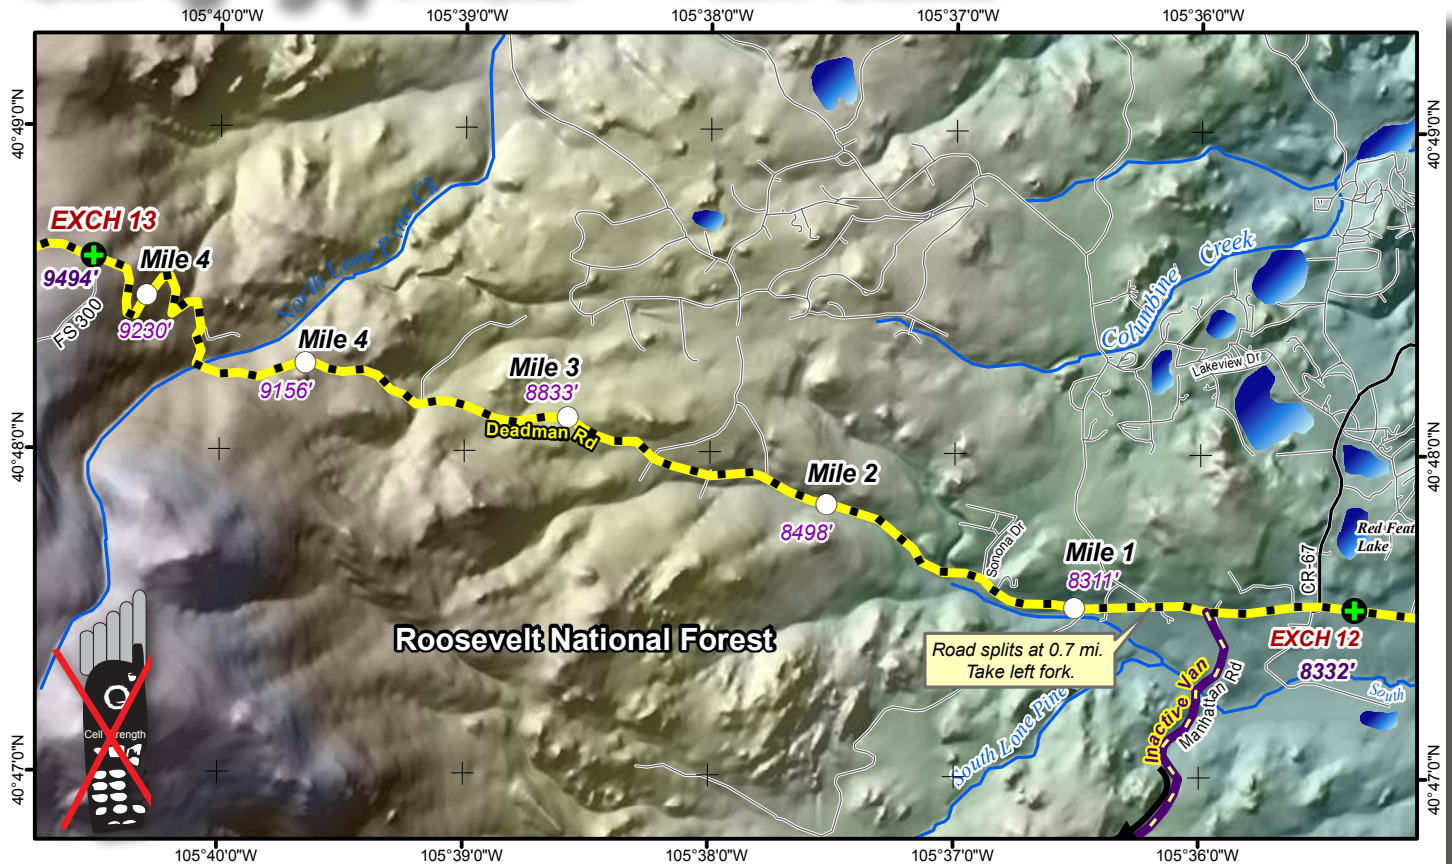 105°40'0"W
105°39'0"W
105°38'0"W
105°37'0"W
105°36'0"W
40°49'0"N
40°49'0"N
North Lone Pine Ck
EXCH 13
Mile 4
9494'
9230'
FS 300
Columbine Creek
Mile 4
9156'
Mile 3
8833'
Lakeview Dr
Deadman Rd
40°48'0"N
40°48'0"N
Mile 2
8498'
Red Feat
Lake
Sonona Dr
Mile 1
8311'
CR-67
Roosevelt National Forest
Road splits at 0.7 mi.
Take left fork.
EXCH 12
8332'
Inactive Van
Manhattan Rd
South
South Lone Pine
Cell Strength
40°47'0"N
40°47'0"N
105°40'0"W
105°39'0"W
105°38'0"W
105°37'0"W
105°36'0"W